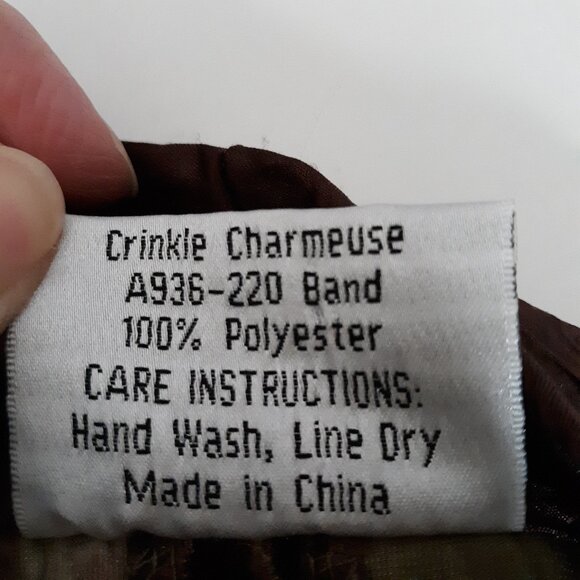 Crinkle Charmeuse
A936-220 Band
100% Polyester
CARE INSTRUCTIONS:
Hand Wash, Line Dry
Made in China